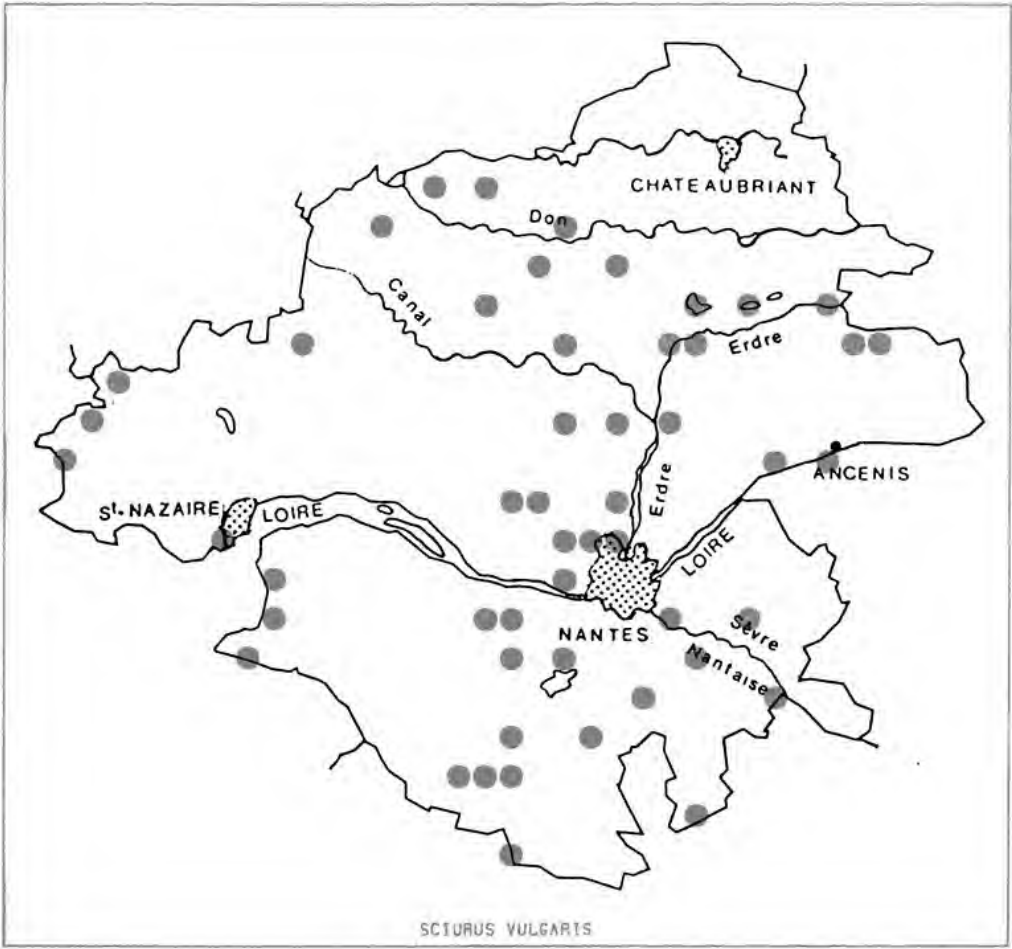 CHATEAUBRIANT
Don
Canal
Erdre
ANCENIS
Erdre
St. NAZAIRE
LOIRE
LOIRE
NANTES
Sèvre
Nantaise
SCIURUS VULGARIS